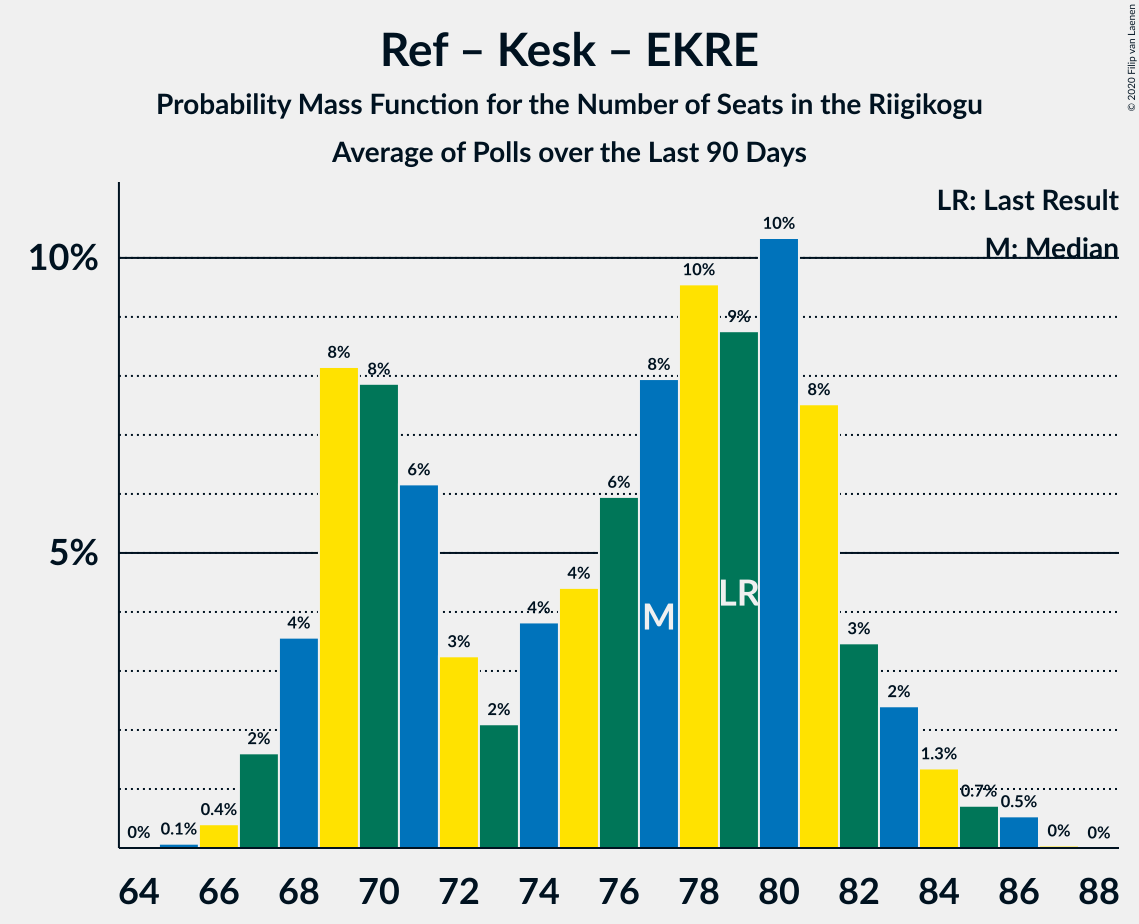 Ref – Kesk – EKRE
Probability Mass Function for the Number of Seats in the Riigikogu
Average of Polls over the Last 90 Days
© 2020 Filip van Laenen
LR: Last Result
M: Median
10%
5%
0% 0.1% 0.4% 2% 4% 8% 8% 6% 3% 2% 4% 4% 6% 8% 10% 9% 10% 8% 3% 2% 1.3% 0.7% 0.5% 0% 0%
M LR
64 66 68 70 72 74 76 78 80 82 84 86 88